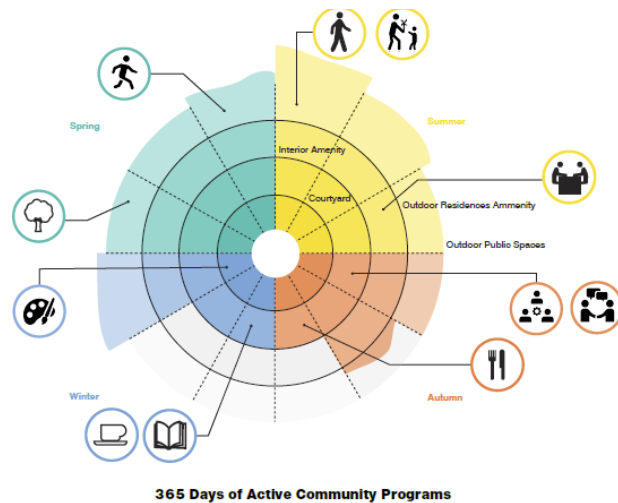 Spring
Summer
Interior Amenity
Courtyard
Outdoor Residences Ammenity
Outdoor Public Spaces
Winter
Autumn
365 Days of Active Community Programs